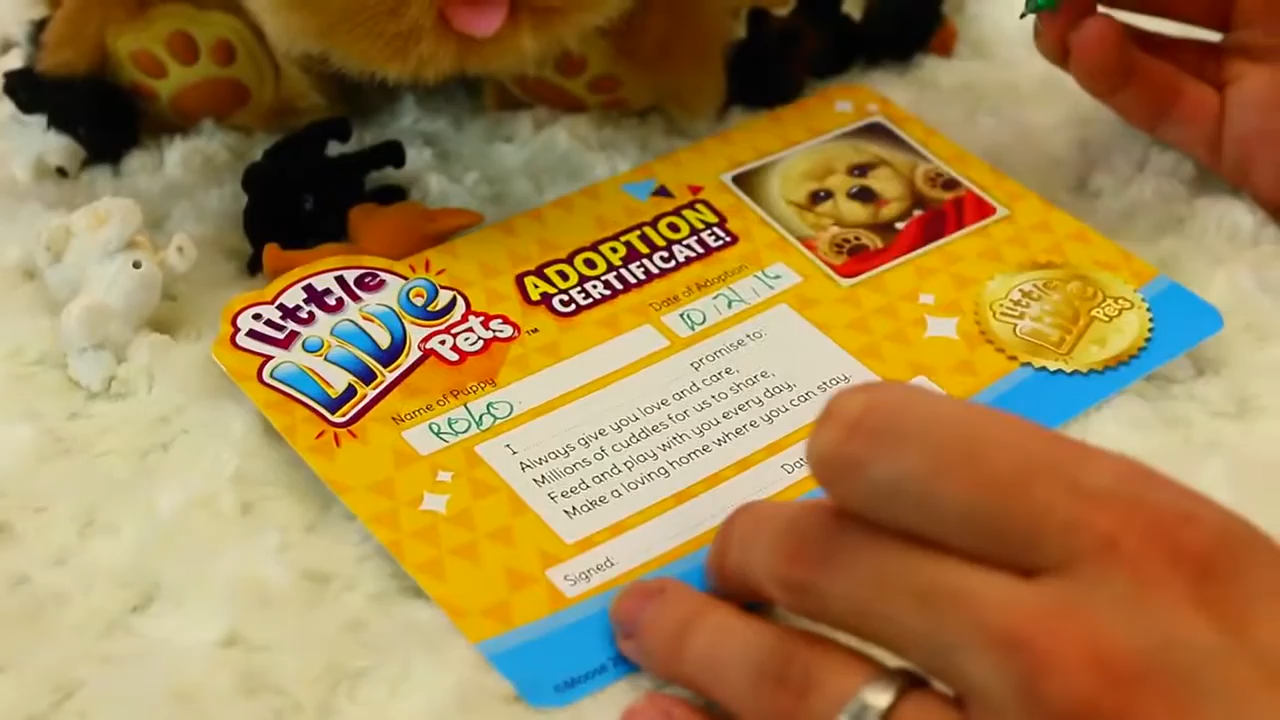 Little
Live
Pets™
ADOPTION
CERTIFICATE!
Name of Puppy
Robo
Date of Adoption
10, 21, 16
I promise to:
Always give you love and care,
Millions of cuddles for us to share,
Feed and play with you every day,
Make a loving home where you can stay.
Signed:
Little
Live
Pets
©Moose